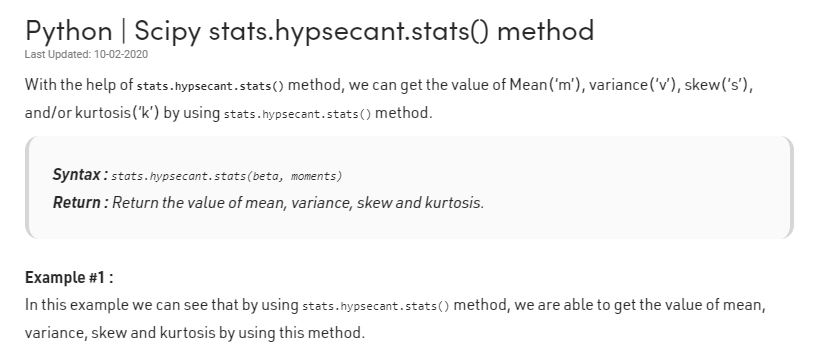 Python | Scipy stats.hypsecant.stats() method
Last Updated: 10-02-2020
With the help of stats.hypsecant.stats() method, we can get the value of Mean(‘m’), variance(‘v’), skew(‘s’),
and/or kurtosis(‘k’) by using stats.hypsecant.stats() method.
Syntax : stats.hypsecant.stats(beta, moments)
Return : Return the value of mean, variance, skew and kurtosis.
Example #1 :
In this example we can see that by using stats.hypsecant.stats() method, we are able to get the value of mean,
variance, skew and kurtosis by using this method.